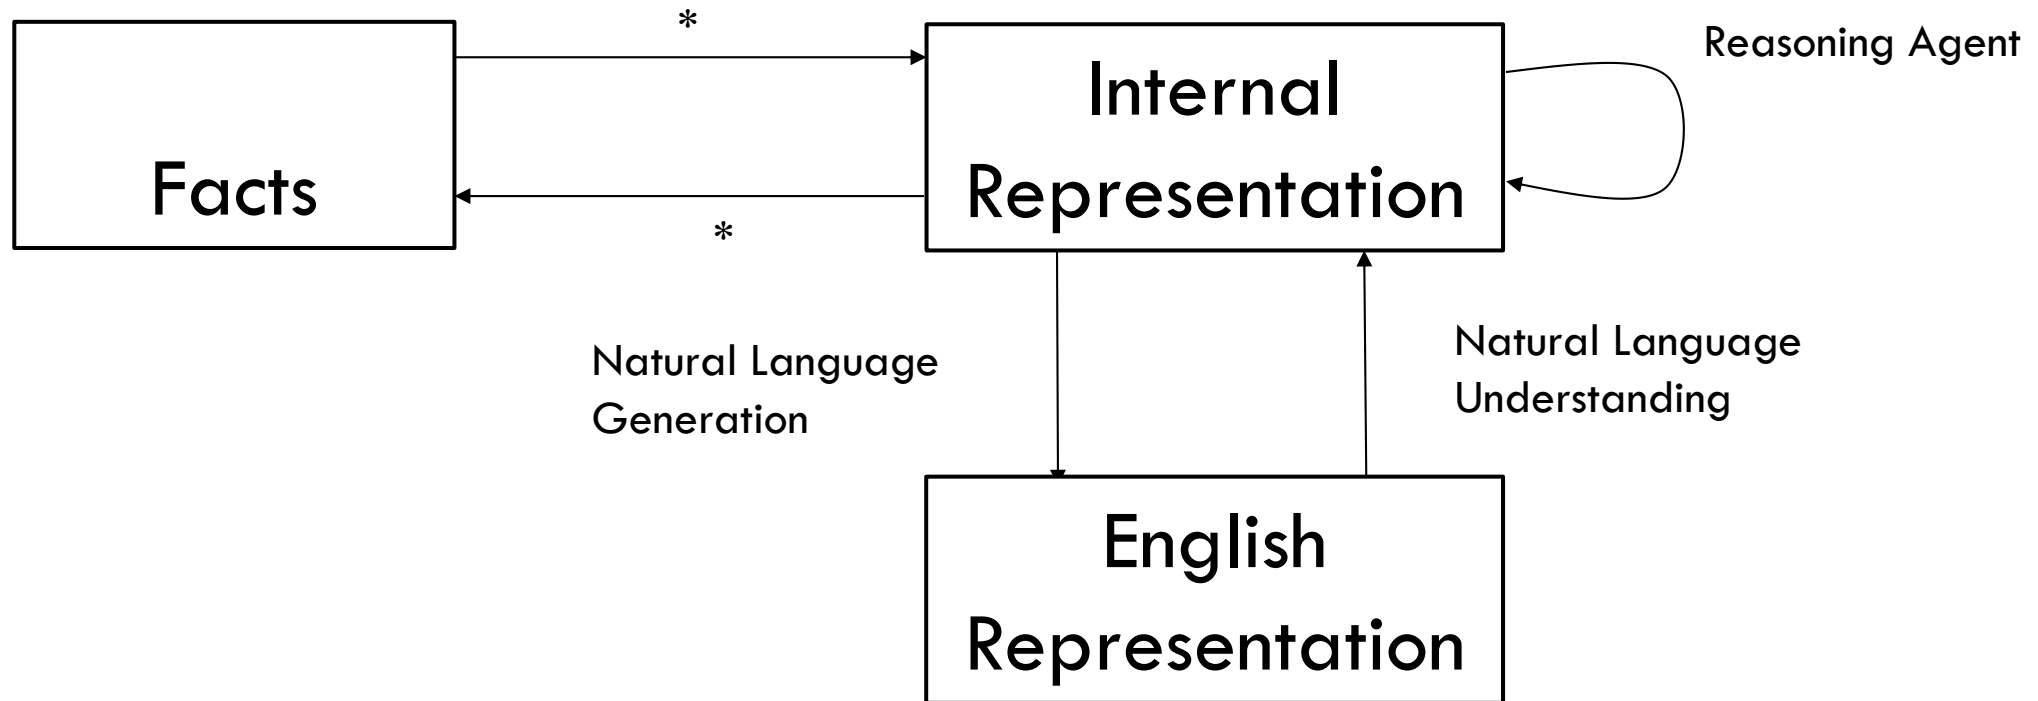 *
Reasoning Agent
Internal
Representation
Facts
*
Natural Language
Generation
Natural Language
Understanding
English
Representation